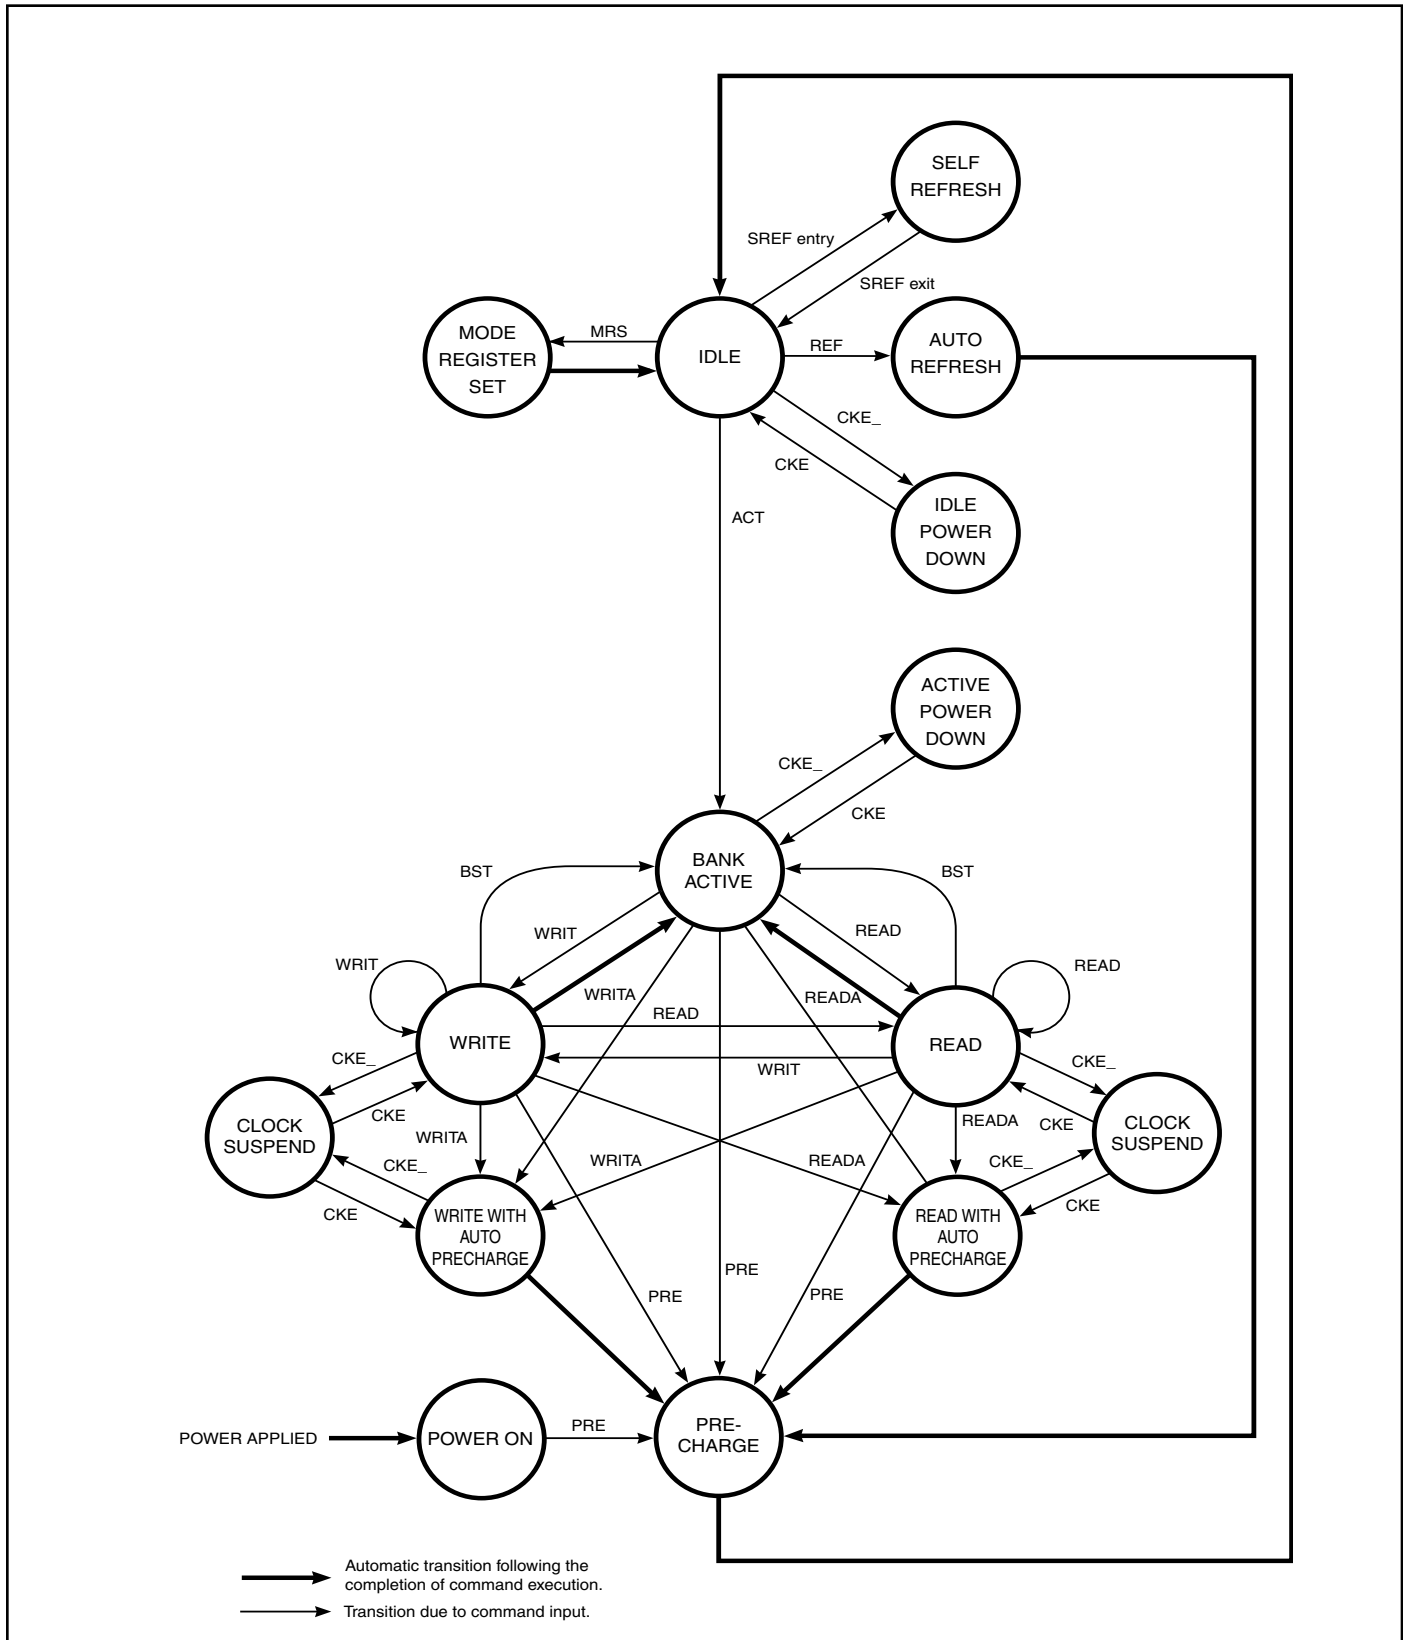 SELF
REFRESH
SREF entry
SREF exit
MODE
REGISTER
SET
MRS
IDLE
REF
AUTO
REFRESH
CKE_
CKE
IDLE
POWER
DOWN
ACT
ACTIVE
POWER
DOWN
CKE_
CKE
BANK
ACTIVE
BST
BST
WRIT
READ
WRIT
READ
WRITA
READA
READ
WRITE
READ
WRIT
CKE_
CKE_
CKE
CKE
CLOCK
SUSPEND
CLOCK
SUSPEND
WRITA
READA
CKE_
CKE_
WRITA
READA
CKE
CKE
WRITE WITH
AUTO
PRECHARGE
READ WITH
AUTO
PRECHARGE
PRE
PRE
PRE
POWER APPLIED
POWER ON
PRE
PRE-
CHARGE
Automatic transition following the
completion of command execution.
Transition due to command input.